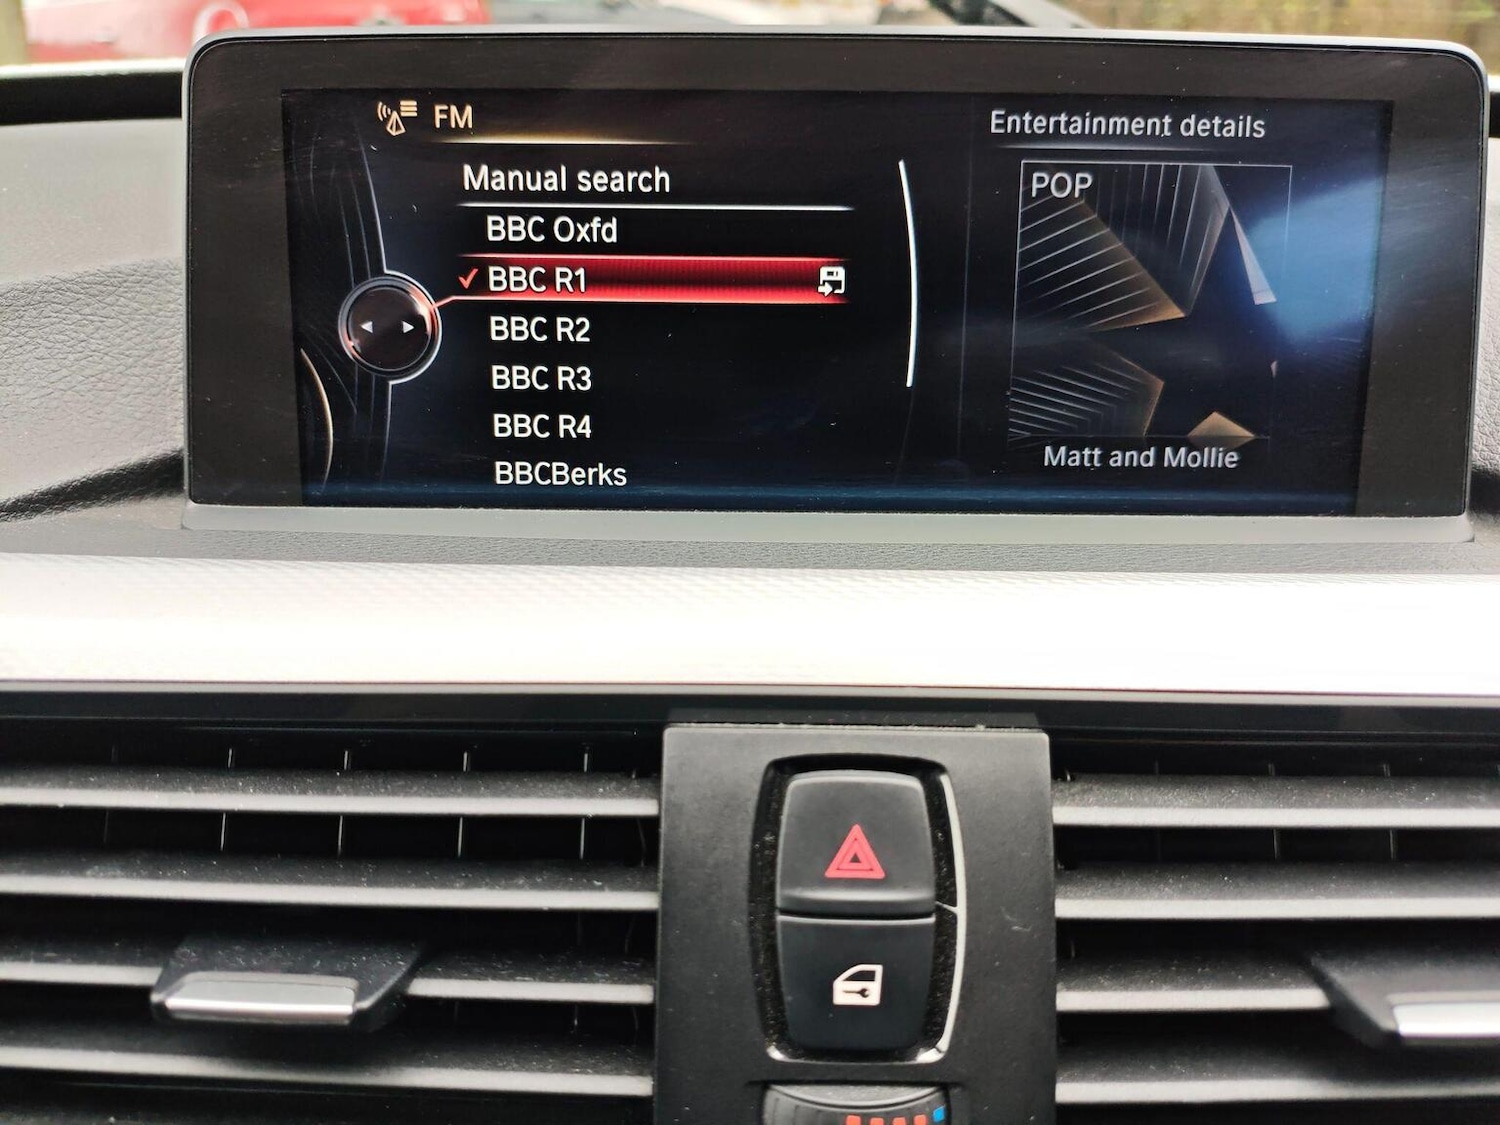 FM
Manual search
BBC Oxfd
BBC R1
BBC R2
BBC R3
BBC R4
BBCBerks
Entertainment details
POP
Matt and Mollie